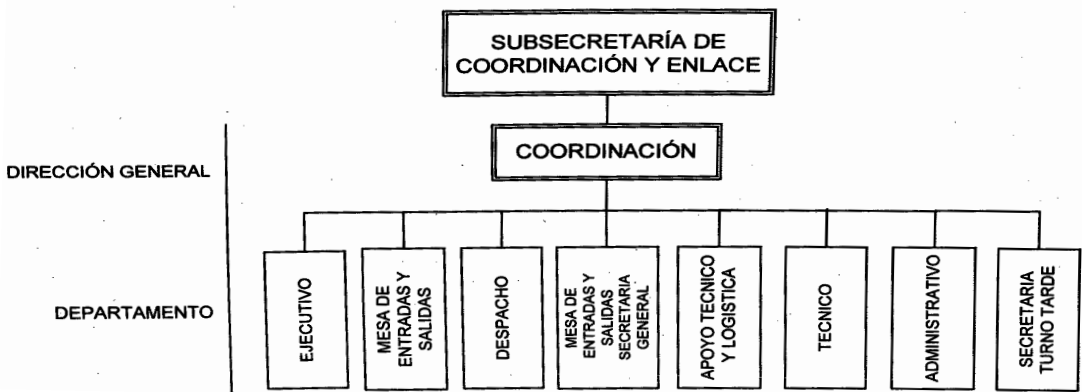 SUBSECRETARÍA DE
COORDINACIÓN Y ENLACE
DIRECCIÓN GENERAL
COORDINACIÓN
DEPARTAMENTO
EJECUTIVO
MESA DE
ENTRADAS Y
SALIDAS
DESPACHO
MESA DE
ENTRADAS Y
SALIDAS
SECRETARIA
GENERAL
APOYO TECNICO
Y LOGISTICA
TECNICO
ADMINISTRATIVO
SECRETARIA
TURNO TARDE